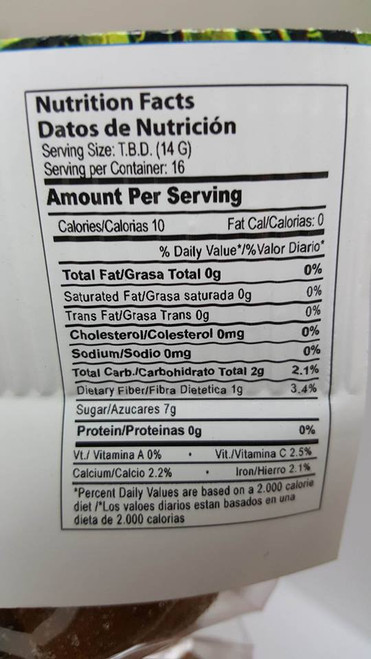 Nutrition Facts
Datos de Nutrición
Serving Size: T.B.D. (14 G)
Serving per Container: 16
Amount Per Serving
Calories/Calorias 10 Fat Cal/Calorias: 0
% Daily Value*/%Valor Diario*
Total Fat/Grasa Total 0g 0%
Saturated Fat/Grasa saturada 0g 0%
Trans Fat/Grasa Trans 0g 0%
Cholesterol/Colesterol 0mg 0%
Sodium/Sodio 0mg 0%
Total Carb./Carbohidrato Total 2g 2.1%
Dietary Fiber/Fibra Dietetica 1g 3.4%
Sugar/Azucares 7g
Protein/Proteinas 0g 0%
Vt./ Vitamina A 0% • Vit./Vitamina C 2.5%
Calcium/Calcio 2.2% • Iron/Hierro 2.1%
*Percent Daily Values are based on a 2.000 calorie
diet /*Los valoes diarios estan basados en una
dieta de 2.000 calorias